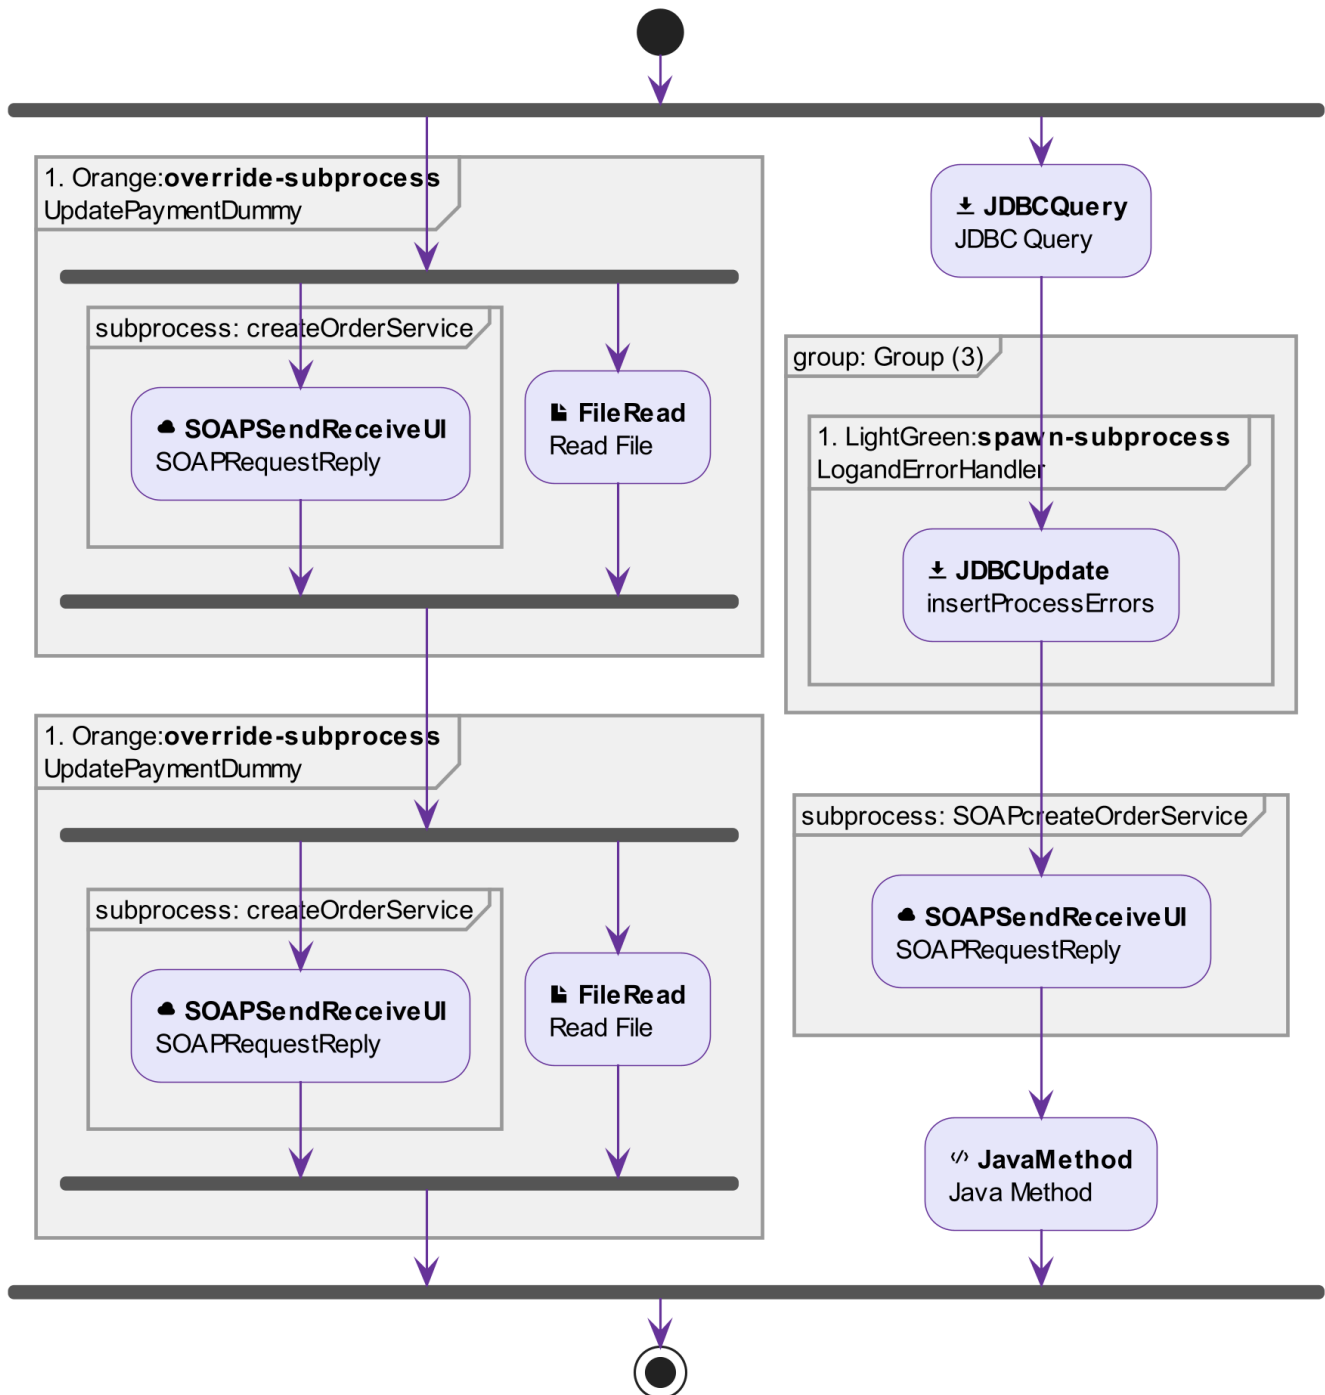 1. Orange:override-subprocess
UpdatePaymentDummy
subprocess: createOrderService
SOAPSendReceiveUI
SOAPRequestReply
FileRead
Read File
1. Orange:override-subprocess
UpdatePaymentDummy
subprocess: createOrderService
SOAPSendReceiveUI
SOAPRequestReply
FileRead
Read File
JDBCQuery
JDBC Query
group: Group (3)
1. LightGreen:spawn-subprocess
LogandErrorHandler
JDBCUpdate
insertProcessErrors
subprocess: SOAPcreateOrderService
SOAPSendReceiveUI
SOAPRequestReply
JavaMethod
Java Method